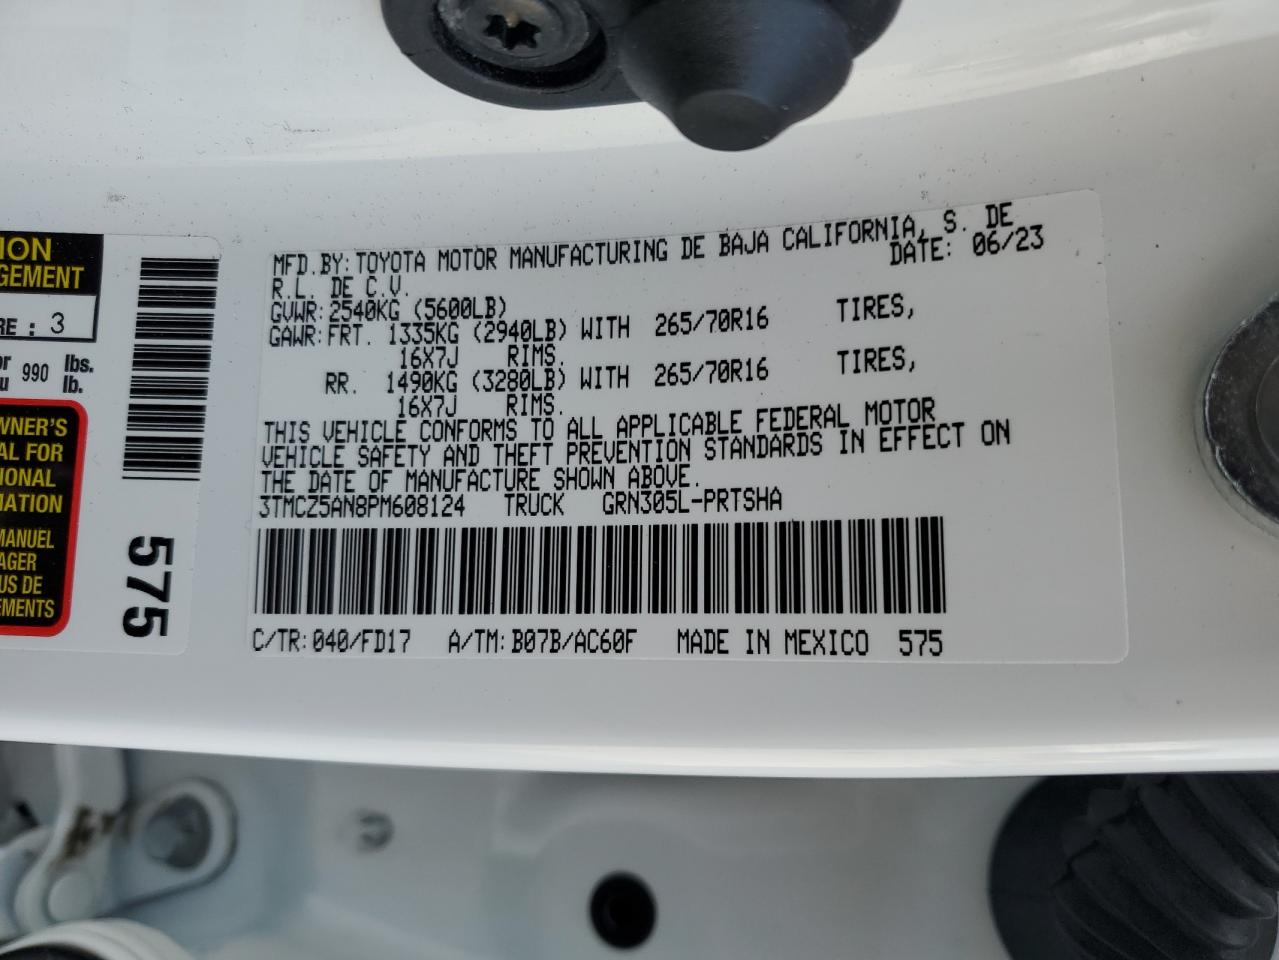 MFD. BY: TOYOTA MOTOR MANUFACTURING DE BAJA CALIFORNIA, S. DE
R.L. DE C.V. DATE: 06/23
GVWR: 2540KG (5600LB)
GAWR: FRT. 1335KG (2940LB) WITH 265/70R16 TIRES,
16X7J RIMS.
RR. 1490KG (3280LB) WITH 265/70R16 TIRES,
16X7J RIMS.
THIS VEHICLE CONFORMS TO ALL APPLICABLE FEDERAL MOTOR
VEHICLE SAFETY AND THEFT PREVENTION STANDARDS IN EFFECT ON
THE DATE OF MANUFACTURE SHOWN ABOVE.
3TMCZ5AN8PM608124 TRUCK GRN305L-PRTSHA
C/TR: 040/FD17 A/TM: B07B/AC60F MADE IN MEXICO 575
ION
GEMENT
RE : 3
or
u 990 lbs.
lb.
WNER'S
AL FOR
TIONAL
MATION
MANUEL
AGER
US DE
EMENTS
575